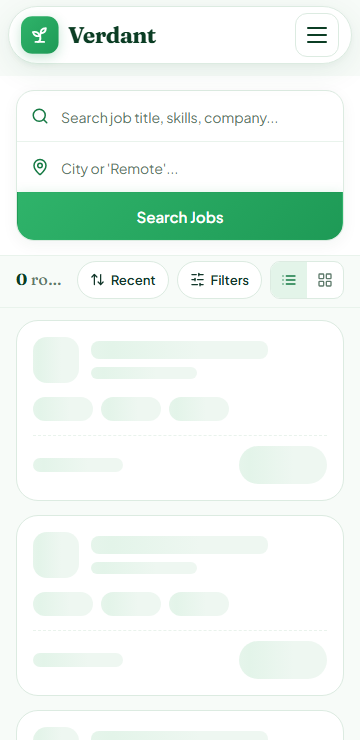 Verdant
Search job title, skills, company...
City or 'Remote'...
Search Jobs
0 ro...
Recent
Filters